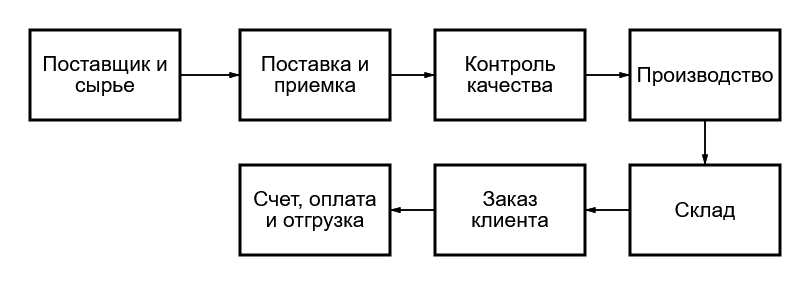 Поставщик и
сырье
Поставка и
приемка
Контроль
качества
Производство
Склад
Заказ
клиента
Счет, оплата
и отгрузка